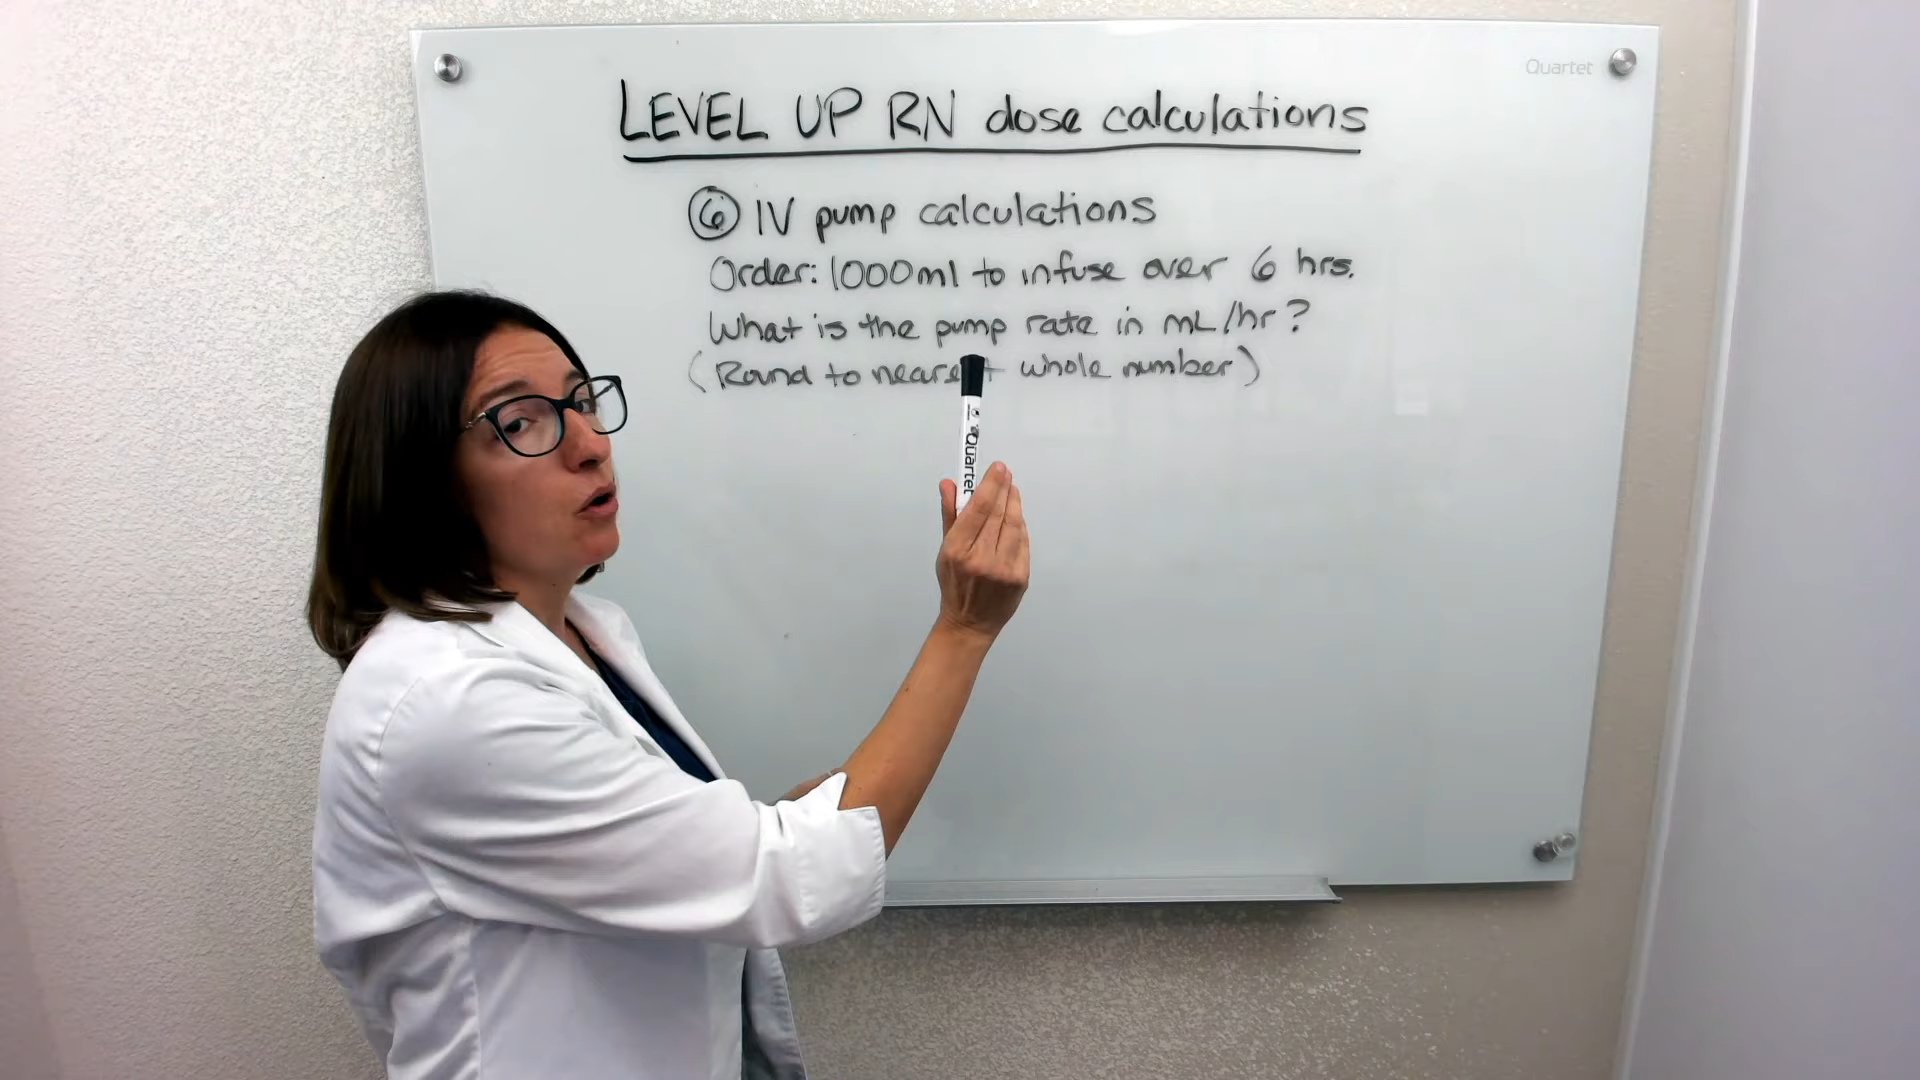 Quartet
LEVEL UP RN dose calculations
⑥ IV pump calculations
Order: 1000ml to infuse over 6 hrs.
What is the pump rate in mL/hr?
(Round to nearest whole number)
Quartet